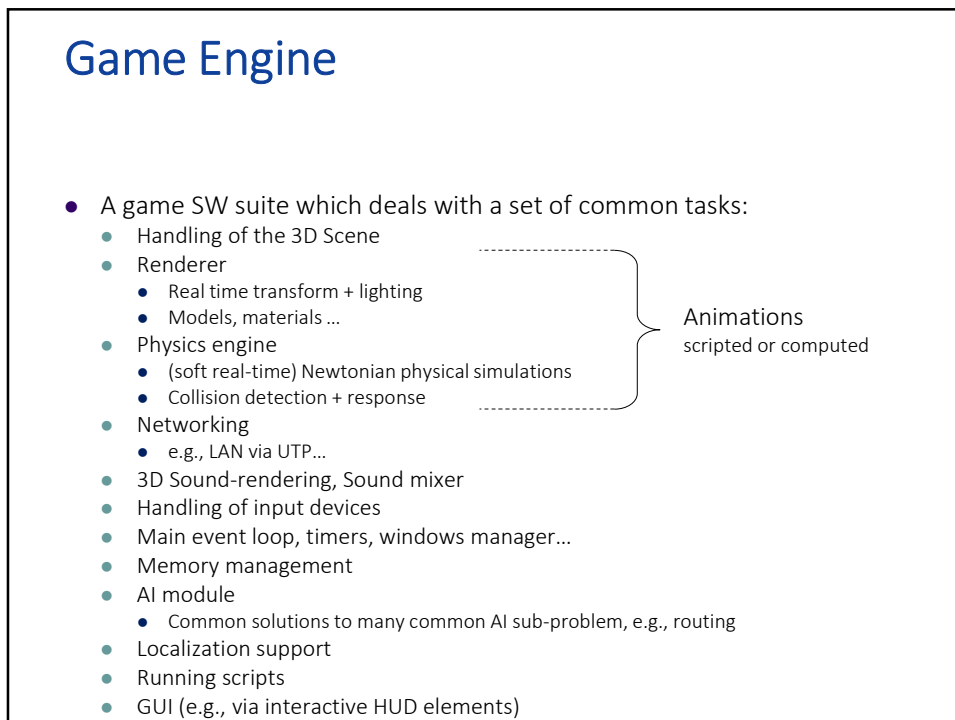 Game Engine
A game SW suite which deals with a set of common tasks:
Handling of the 3D Scene
Renderer
Real time transform + lighting
Models, materials …
Physics engine
(soft real-time) Newtonian physical simulations
Collision detection + response
Animations
scripted or computed
Networking
e.g., LAN via UTP…
3D Sound-rendering, Sound mixer
Handling of input devices
Main event loop, timers, windows manager…
Memory management
AI module
Common solutions to many common AI sub-problem, e.g., routing
Localization support
Running scripts
GUI (e.g., via interactive HUD elements)